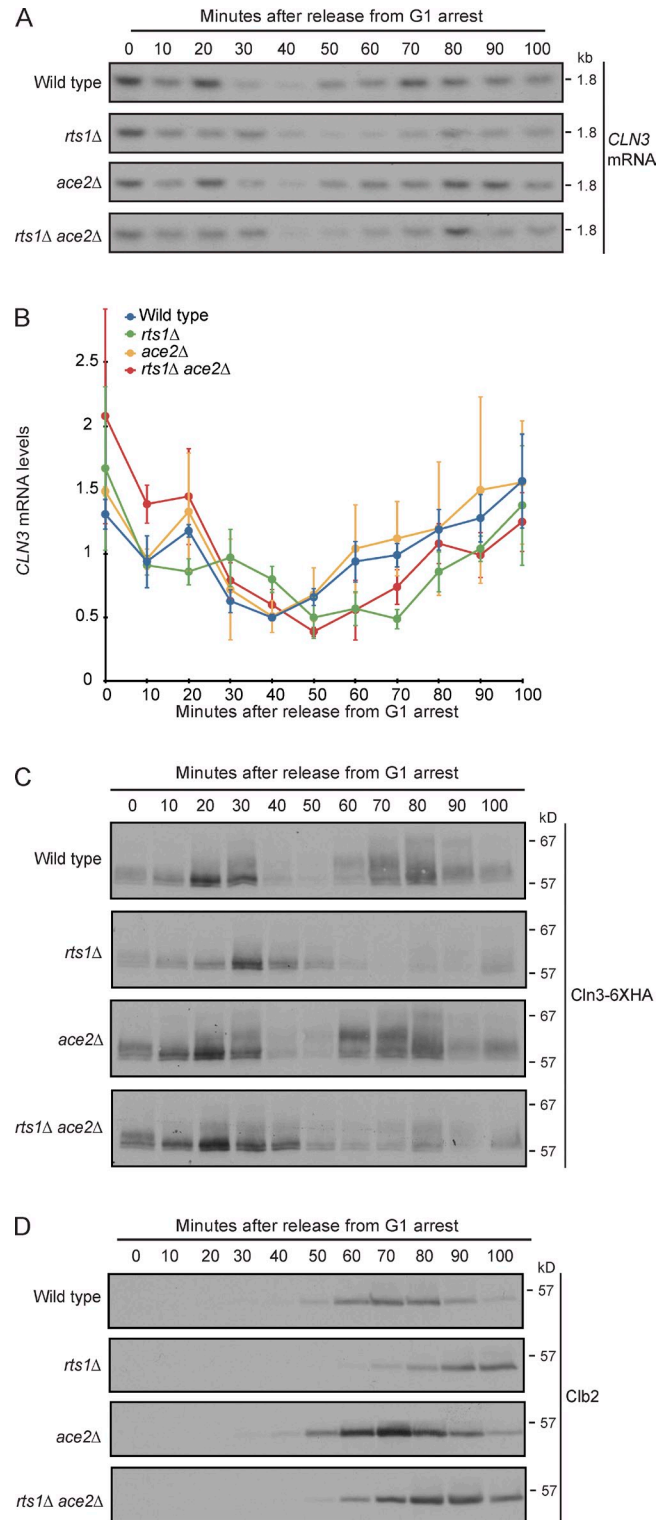 A
Minutes after release from G1 arrest
0 10 20 30 40 50 60 70 80 90 100
kb
Wild type - 1.8
rts1Δ - 1.8
CLN3
mRNA
ace2Δ - 1.8
rts1Δ ace2Δ - 1.8
B
Wild type
rts1Δ
ace2Δ
rts1Δ ace2Δ
CLN3 mRNA levels
2.5
2
1.5
1
0.5
0
0 10 20 30 40 50 60 70 80 90 100
Minutes after release from G1 arrest
C
Minutes after release from G1 arrest
0 10 20 30 40 50 60 70 80 90 100
kD
Wild type
- 67
- 57
rts1Δ
- 67
- 57
Cln3-6XHA
ace2Δ
- 67
- 57
rts1Δ ace2Δ
- 67
- 57
D
Minutes after release from G1 arrest
0 10 20 30 40 50 60 70 80 90 100
kD
Wild type
- 57
rts1Δ
- 57
Clb2
ace2Δ
- 57
rts1Δ ace2Δ
- 57